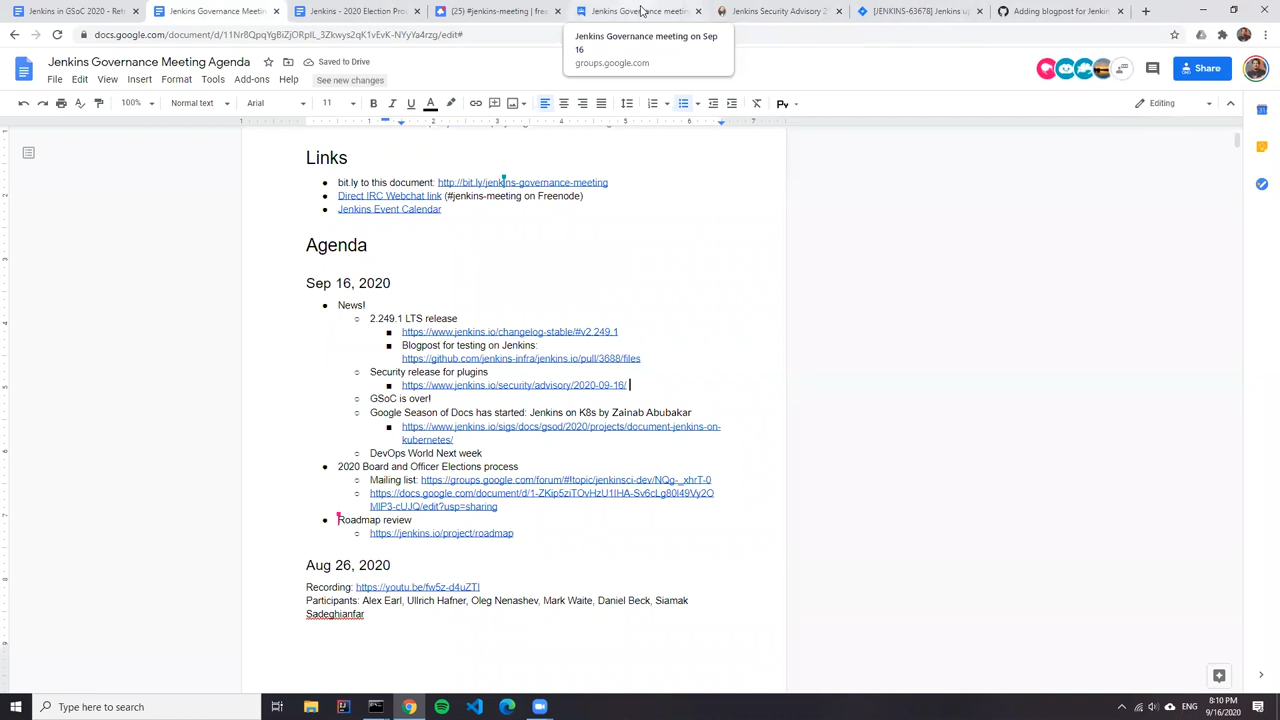 Jenkins in GSoC 2020 - Ret
Jenkins Governance Meetin
Jenkins - 2020 Election Pro
(25) #jenkins-meeting | free
Jenkins Governance meetin
Jenkins Security Advisory 2
[JENKINS-63678] Jenkins up
Adding blogpost for Jenkin
docs.google.com/document/d/11Nr8QpqYgBiZjORpIL_3Zkwys2qK1vEvK-NYyYa4rzg/edit#
Jenkins Governance meeting on Sep
16
groups.google.com
Jenkins Governance Meeting Agenda
Saved to Drive
File Edit View Insert Format Tools Add-ons Help
See new changes
Share
100% Normal text Arial 11
Editing
Links
bit.ly to this document: http://bit.ly/jenkins-governance-meeting
Direct IRC Webchat link (#jenkins-meeting on Freenode)
Jenkins Event Calendar
Agenda
Sep 16, 2020
News!
2.249.1 LTS release
https://www.jenkins.io/changelog-stable/#v2.249.1
Blogpost for testing on Jenkins:
https://github.com/jenkins-infra/jenkins.io/pull/3688/files
Security release for plugins
https://www.jenkins.io/security/advisory/2020-09-16/
GSoC is over!
Google Season of Docs has started: Jenkins on K8s by Zainab Abubakar
https://www.jenkins.io/sigs/docs/gsod/2020/projects/document-jenkins-on-
kubernetes/
DevOps World Next week
2020 Board and Officer Elections process
Mailing list: https://groups.google.com/forum/#!topic/jenkinsci-dev/NQg-_xhrT-0
https://docs.google.com/document/d/1-ZKip5ziTOvHzU1IHA-Sv6cLg80l49Vy2O
MIP3-cUJQ/edit?usp=sharing
Roadmap review
https://jenkins.io/project/roadmap
Aug 26, 2020
Recording: https://youtu.be/fw5z-d4uZTI
Participants: Alex Earl, Ullrich Hafner, Oleg Nenashev, Mark Waite, Daniel Beck, Siamak
Sadeghianfar
Type here to search
ENG
8:10 PM
9/16/2020